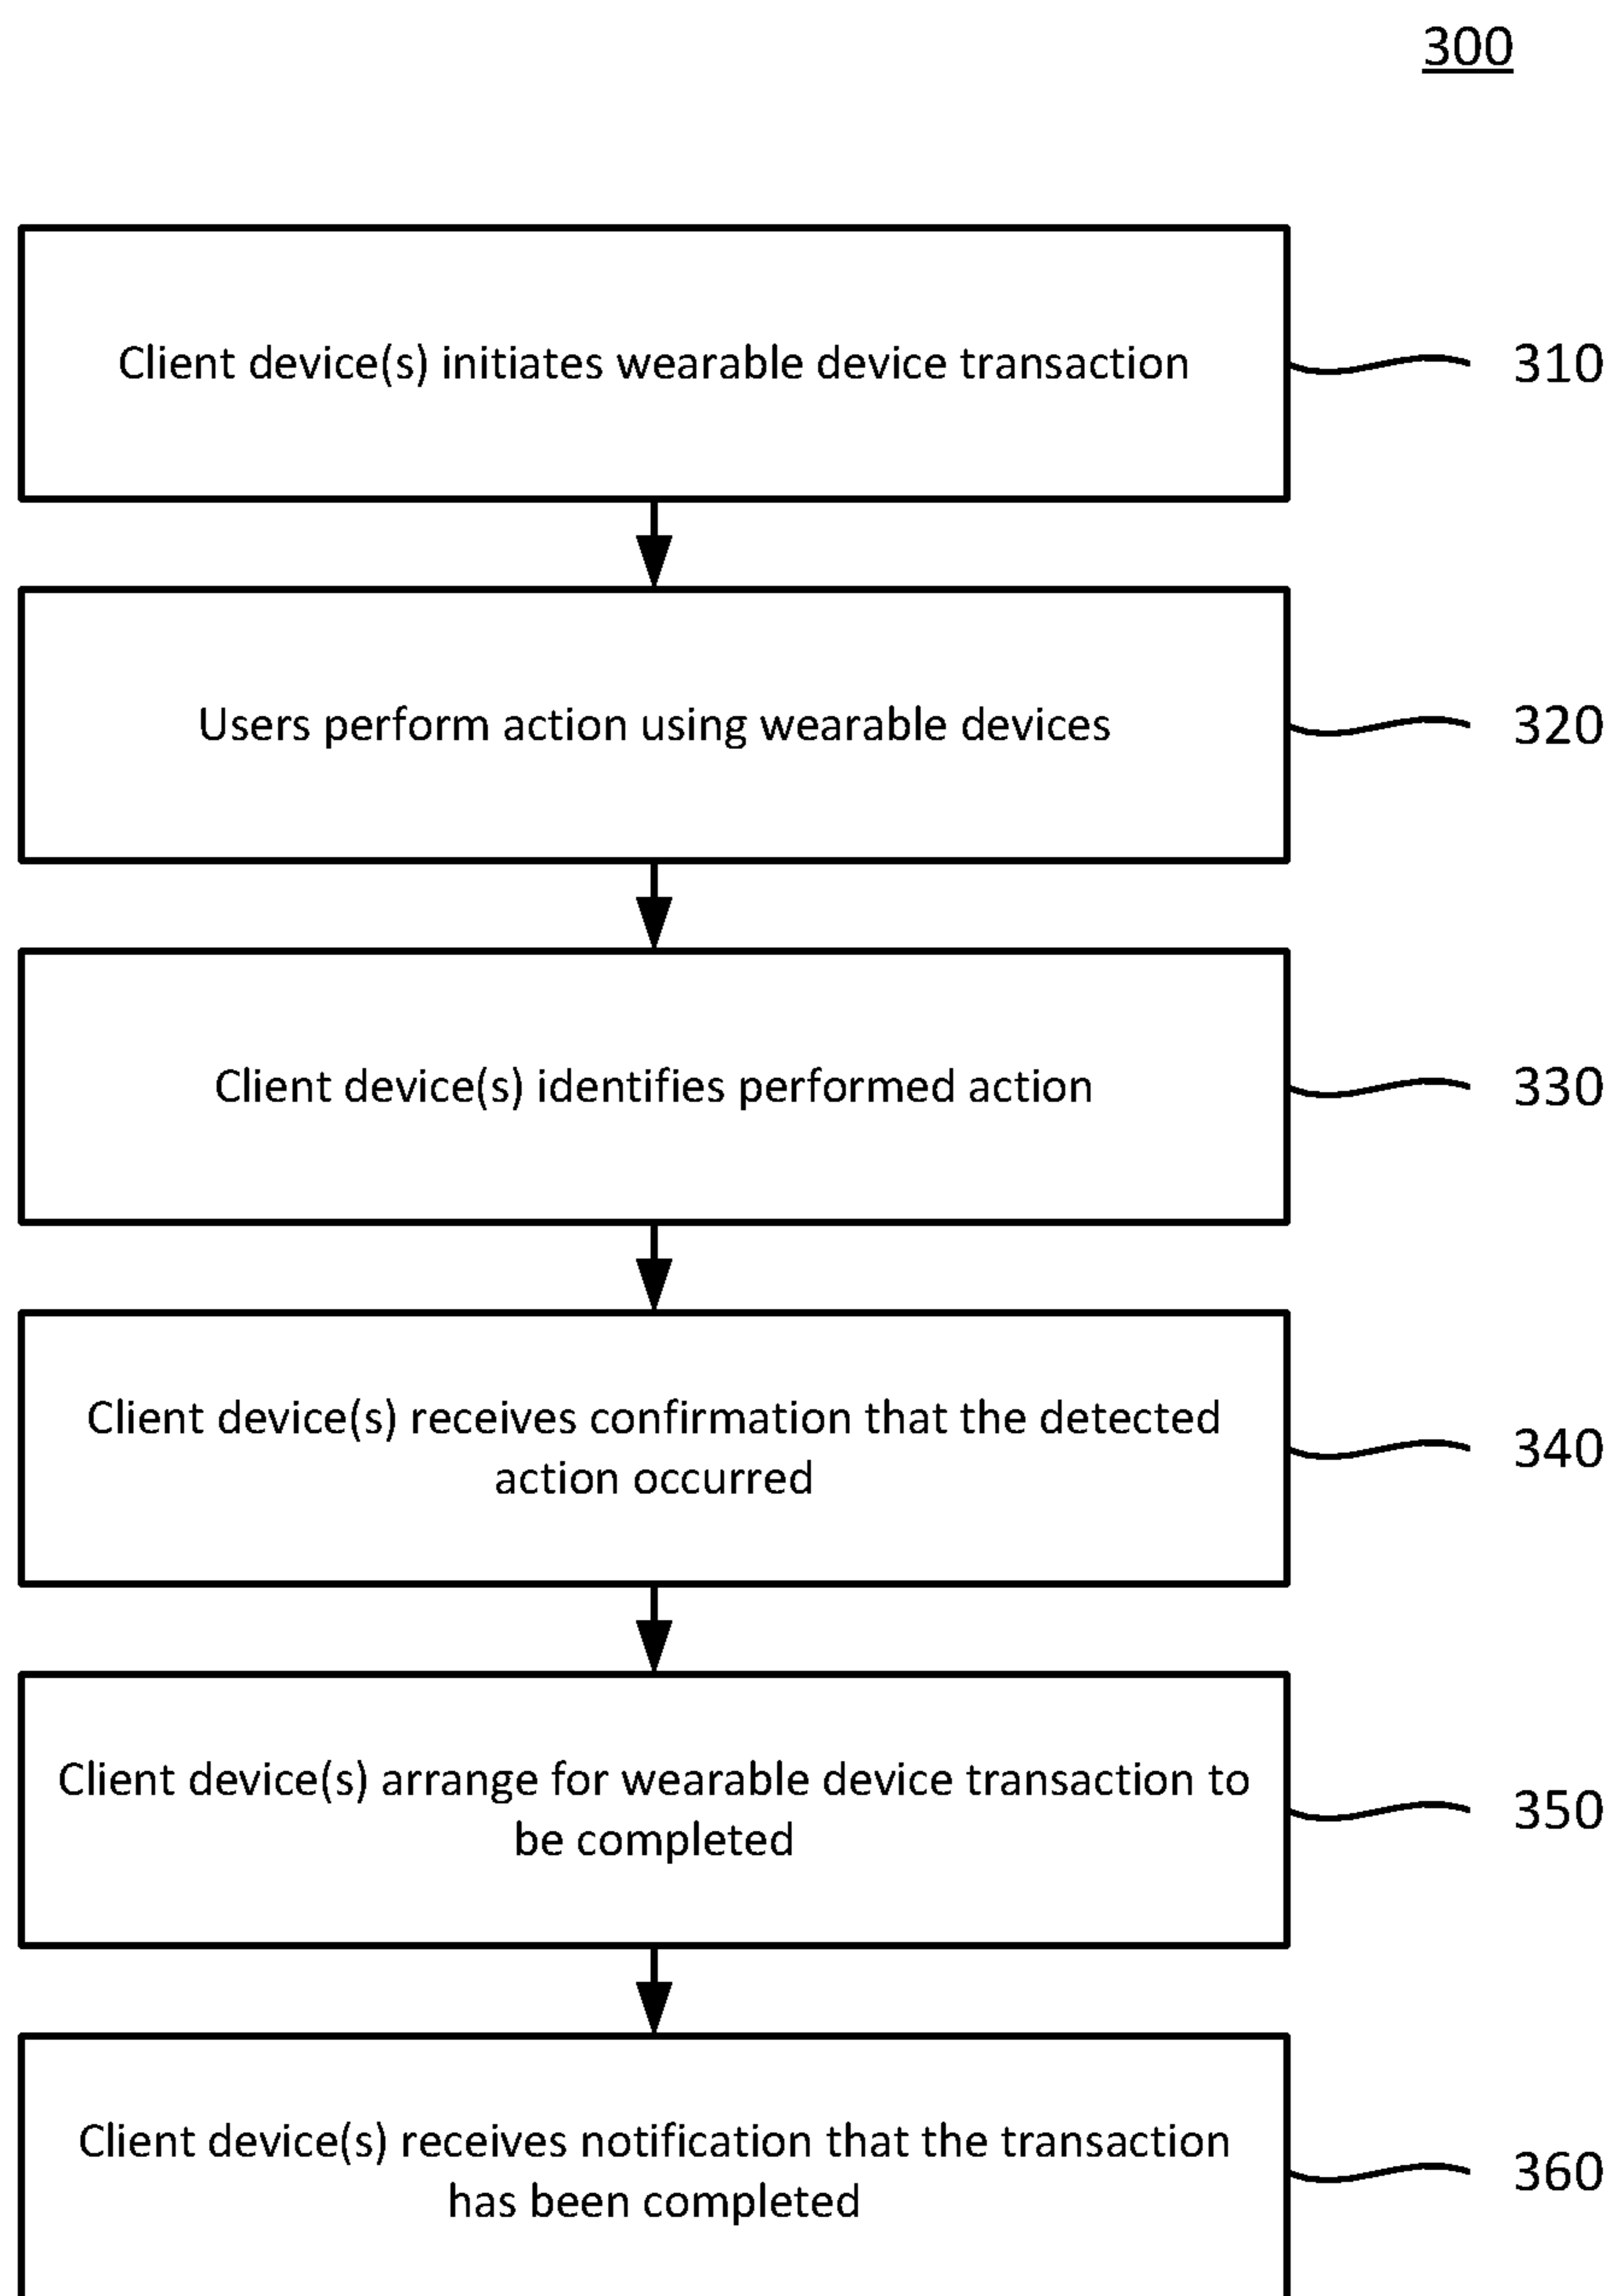 300
Client device(s) initiates wearable device transaction
310
Users perform action using wearable devices
320
Client device(s) identifies performed action
330
Client device(s) receives confirmation that the detected
action occurred
340
Client device(s) arrange for wearable device transaction to
be completed
350
Client device(s) receives notification that the transaction
has been completed
360